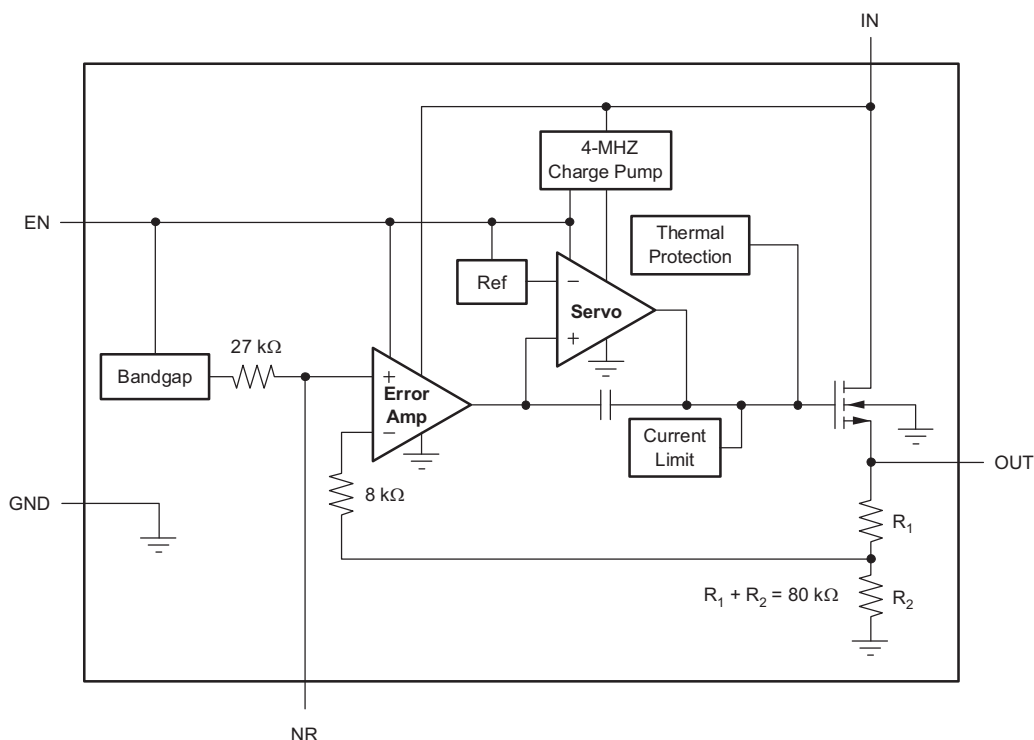 IN
4-MHZ
Charge Pump
EN
Thermal
Protection
Ref
−
Servo
+
27 kΩ
Bandgap
+
Error
Amp
−
Current
Limit
OUT
8 kΩ
GND
R1
R1 + R2 = 80 kΩ
R2
NR